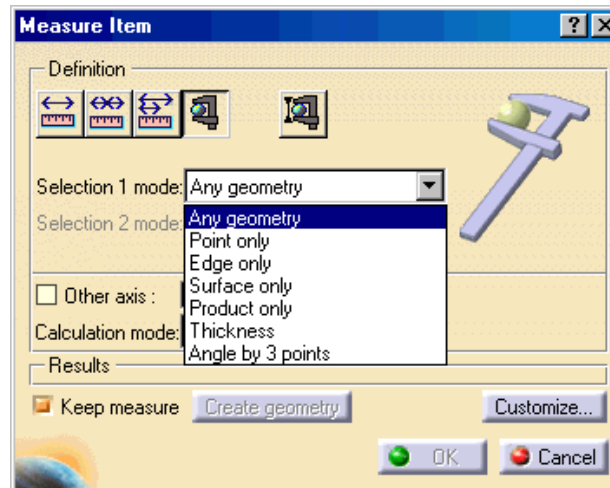 Measure Item
Definition
Selection 1 mode: Any geometry
Selection 2 mode: Any geometry
Point only
Edge only
Surface only
Other axis :
Product only
Calculation mode: Thickness
Angle by 3 points
Results
Keep measure Create geometry Customize...
OK Cancel